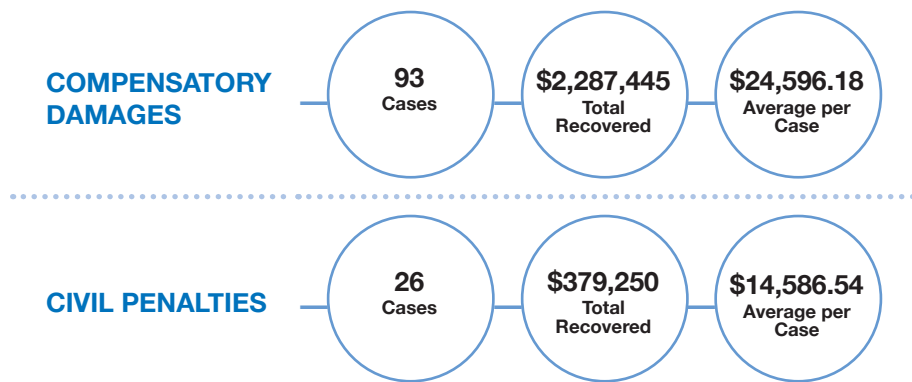 COMPENSATORY
DAMAGES
93
Cases
$2,287,445
Total
Recovered
$24,596.18
Average per
Case
CIVIL PENALTIES
26
Cases
$379,250
Total
Recovered
$14,586.54
Average per
Case